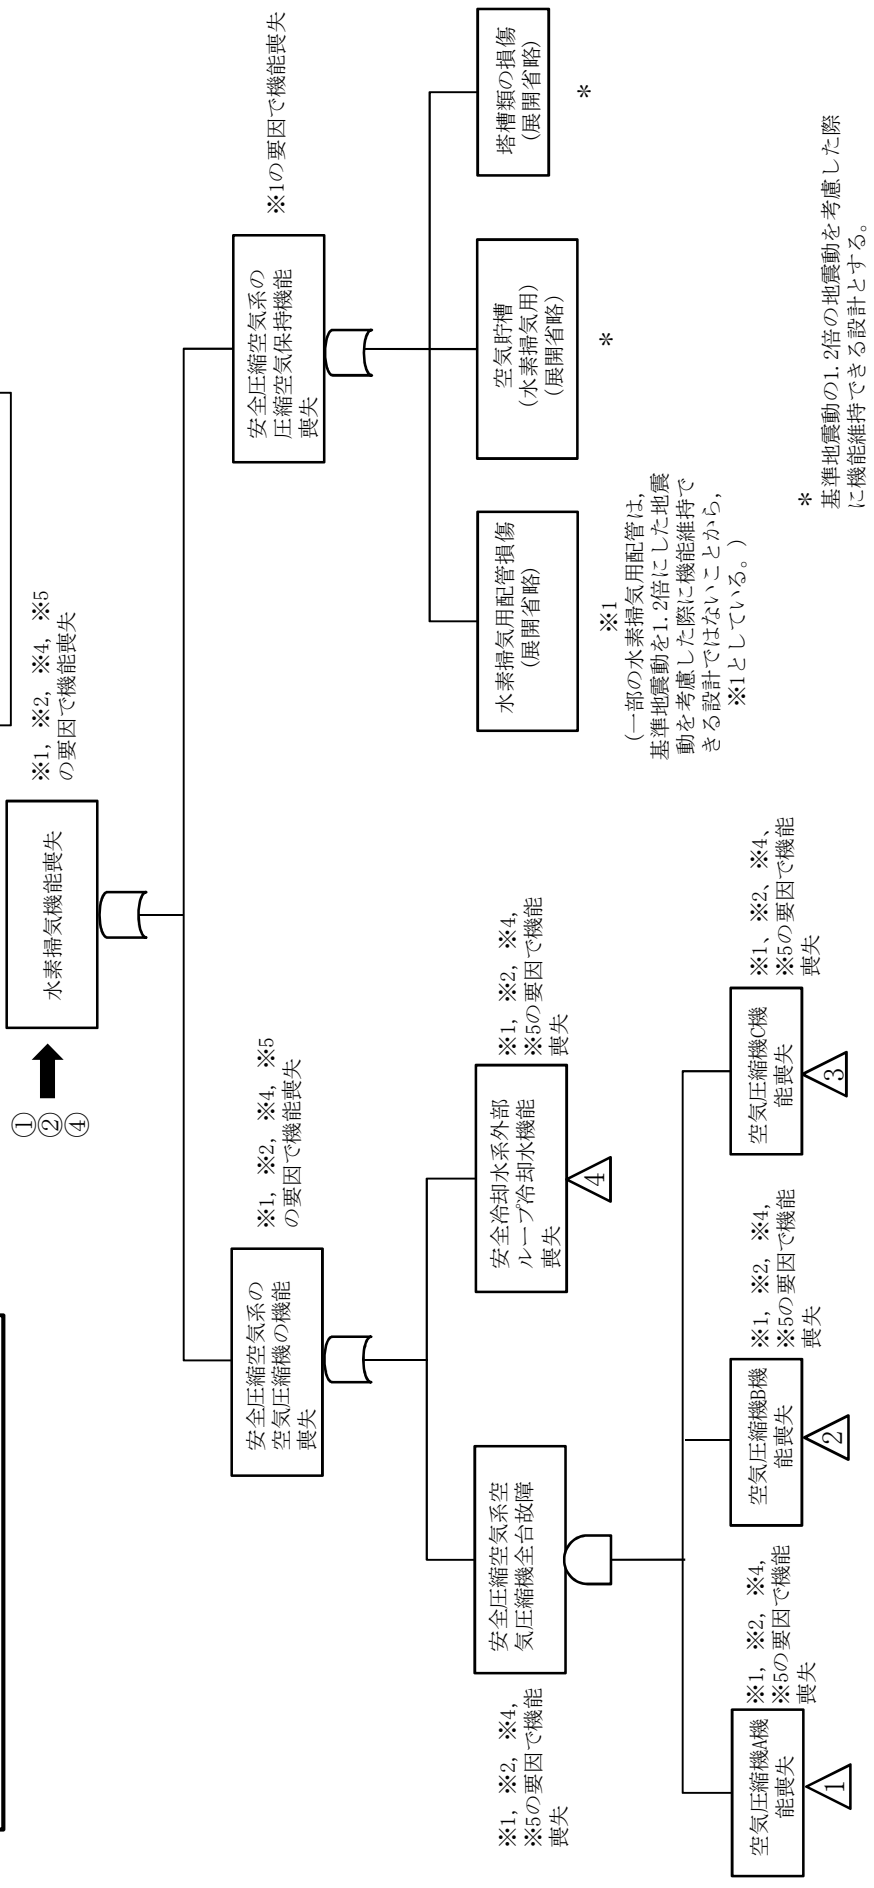 ①
②
④
水素掃気機能喪失
※1, ※2, ※4, ※5
の要因で機能喪失
安全圧縮空気系の
空気圧縮機の機能
喪失
※1, ※2, ※4, ※5
の要因で機能喪失
安全圧縮空気系の
圧縮空気保持機能
喪失
※1の要因で機能喪失
※1, ※2, ※4,
※5の要因で機能
喪失
安全圧縮空気系空
気圧縮機全台故障
安全冷却水系外部
ループ冷却水機能
喪失
4
※1, ※2, ※4,
※5の要因で機能
喪失
水素掃気用配管損傷
(展開省略)
※1
(一部の水素掃気用配管は,
基準地震動を1.2倍にした地震
動を考慮した際に機能維持で
きる設計ではないことから,
※1としている。)
空気貯槽
(水素掃気用)
(展開省略)
*
塔槽類の損傷
(展開省略)
*
空気圧縮機A機
能喪失
1
※1, ※2, ※4,
※5の要因で機能
喪失
空気圧縮機B機
能喪失
2
※1, ※2, ※4,
※5の要因で機能
喪失
空気圧縮機C機
能喪失
3
※1、※2、※4、
※5の要因で機能
喪失
*
基準地震動の1.2倍の地震動を考慮した際
に機能維持できる設計とする。